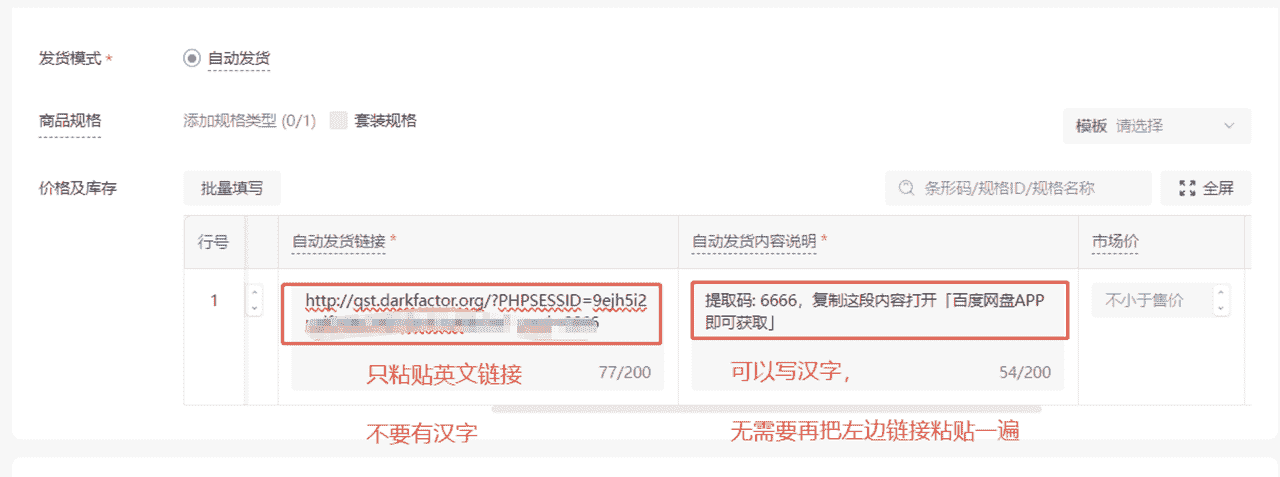 发货模式 *
自动发货
商品规格
添加规格类型 (0/1)
套装规格
模板 请选择
价格及库存
批量填写
条形码/规格ID/规格名称
全屏
行号
自动发货链接 *
自动发货内容说明 *
市场价
1
http://qst.darkfactor.org/?PHPSESSID=9ejh5i2
提取码: 6666，复制这段内容打开「百度网盘APP
即可获取」
不小于售价
只粘贴英文链接
77/200
可以写汉字，
54/200
不要有汉字
无需要再把左边链接粘贴一遍